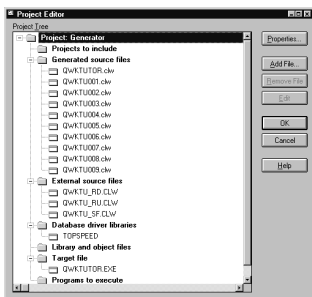 Project Editor
Project Tree
Project: Generator
Projects to include
Generated source files
QWKTUTOR.clw
QWKTU001.clw
QWKTU002.clw
QWKTU003.clw
QWKTU004.clw
QWKTU005.clw
QWKTU006.clw
QWKTU007.clw
QWKTU008.clw
QWKTU009.clw
External source files
QWKTU_RD.CLW
QWKTU_RU.CLW
QWKTU_SF.CLW
Database driver libraries
TOPSPEED
Library and object files
Target file
QWKTUTOR.EXE
Programs to execute
Properties...
Add File...
Remove File
Edit
OK
Cancel
Help